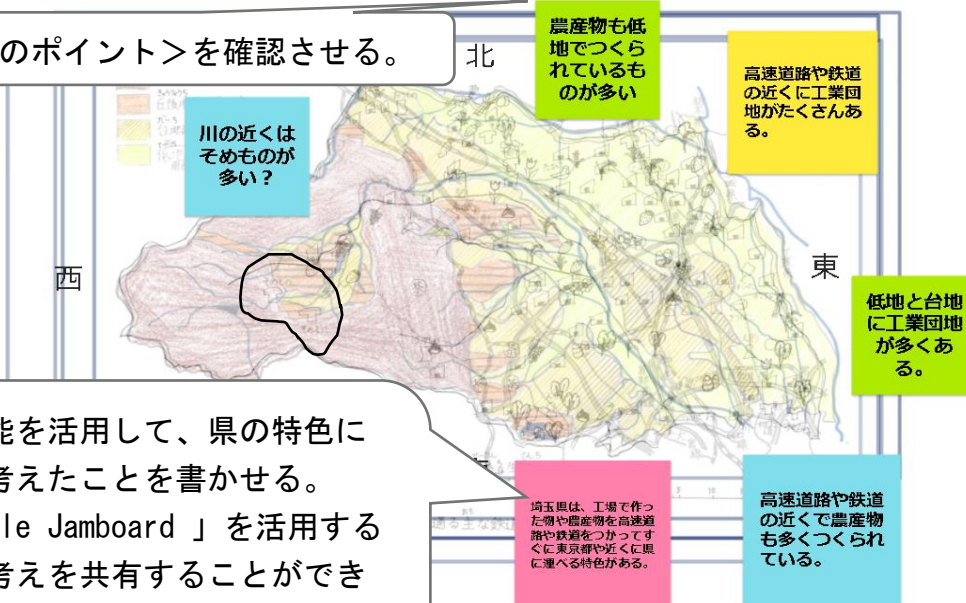 のポイント＞を確認させる。
北
農産物も低
地でつくら
れているも
のが多い
高速道路や鉄道
の近くに工業団
地がたくさんあ
る。
川の近くは
そめものが
多い？
西
東
低地と台地
に工業団地
が多くあ
る。
能を活用して、県の特色に
考えたことを書かせる。
le Jamboard 」を活用する
考えを共有することができ
埼玉県は、工場で作っ
た物や農産物を高速道
路や鉄道をつかってす
ぐに東京都や近くに県
に運べる特色がある。
高速道路や鉄道
の近くで農産物
も多くつくられ
ている。
通る主な鉄道